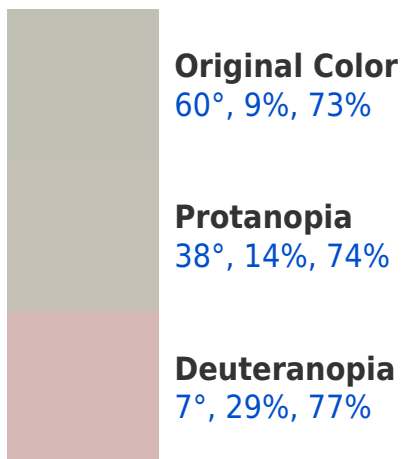 Original Color
60°, 9%, 73%
Protanopia
38°, 14%, 74%
Deuteranopia
7°, 29%, 77%